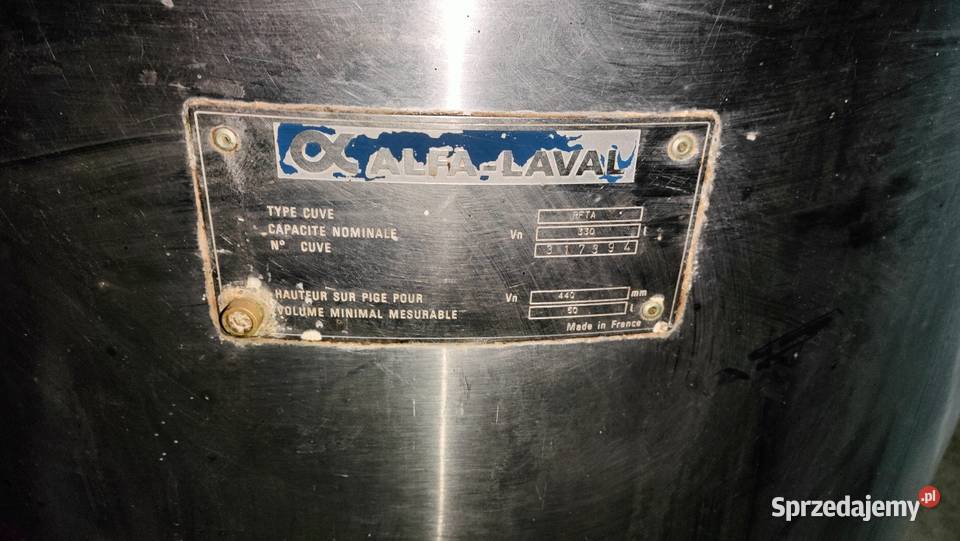 ALFA-LAVAL
TYPE CUVE RFTA
CAPACITE NOMINALE Vn 330 l
N° CUVE 317394
HAUTEUR SUR PIGE POUR Vn 440 mm
VOLUME MINIMAL MESURABLE 50 l
Made in France
Sprzedajemy.pl